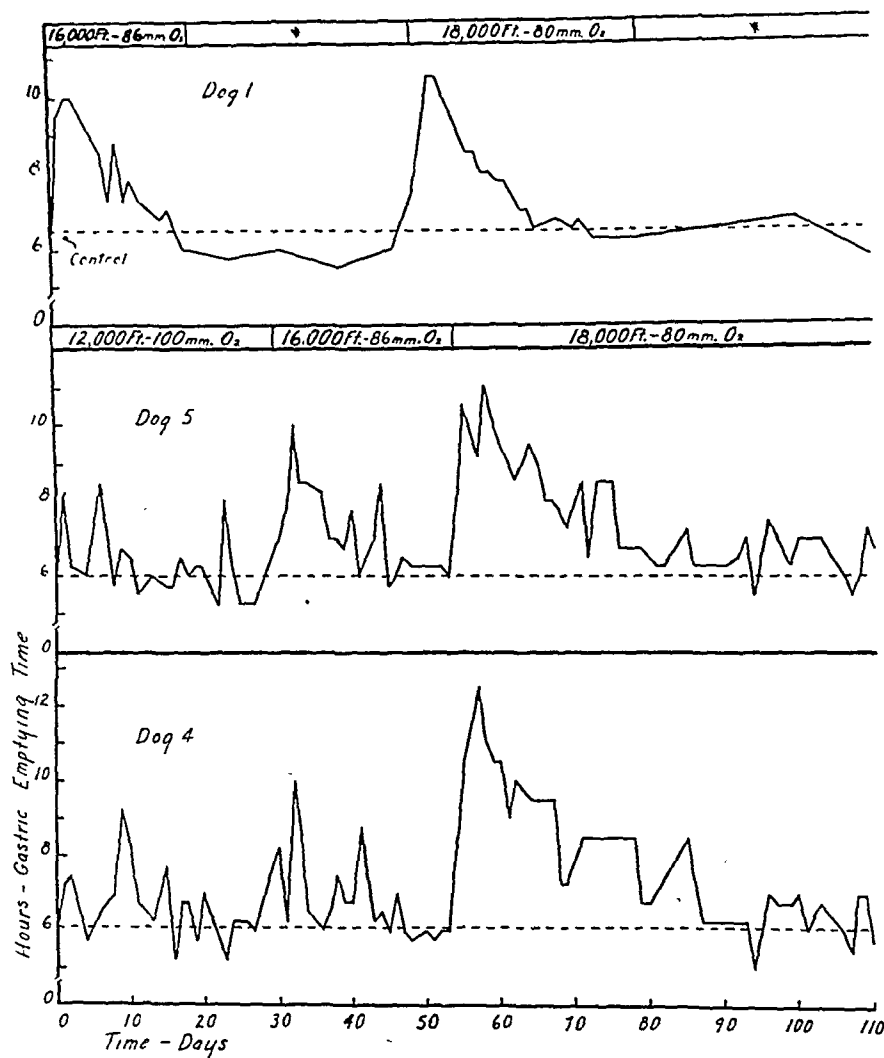 16,000Ft.-86mm O₂ * 18,000Ft.-80mm. O₂ *
Dog 1
10
8
6
Control
0
12,000Ft.-100mm. O₂ 16.000Ft.-86mm. O₂ 18,000Ft.-80mm. O₂
Dog 5
10
8
6
0
Dog 4
12
10
8
6
0
Hours - Gastric Emptying Time
0 10 20 30 40 50 60 70 80 90 100 110
Time - Days